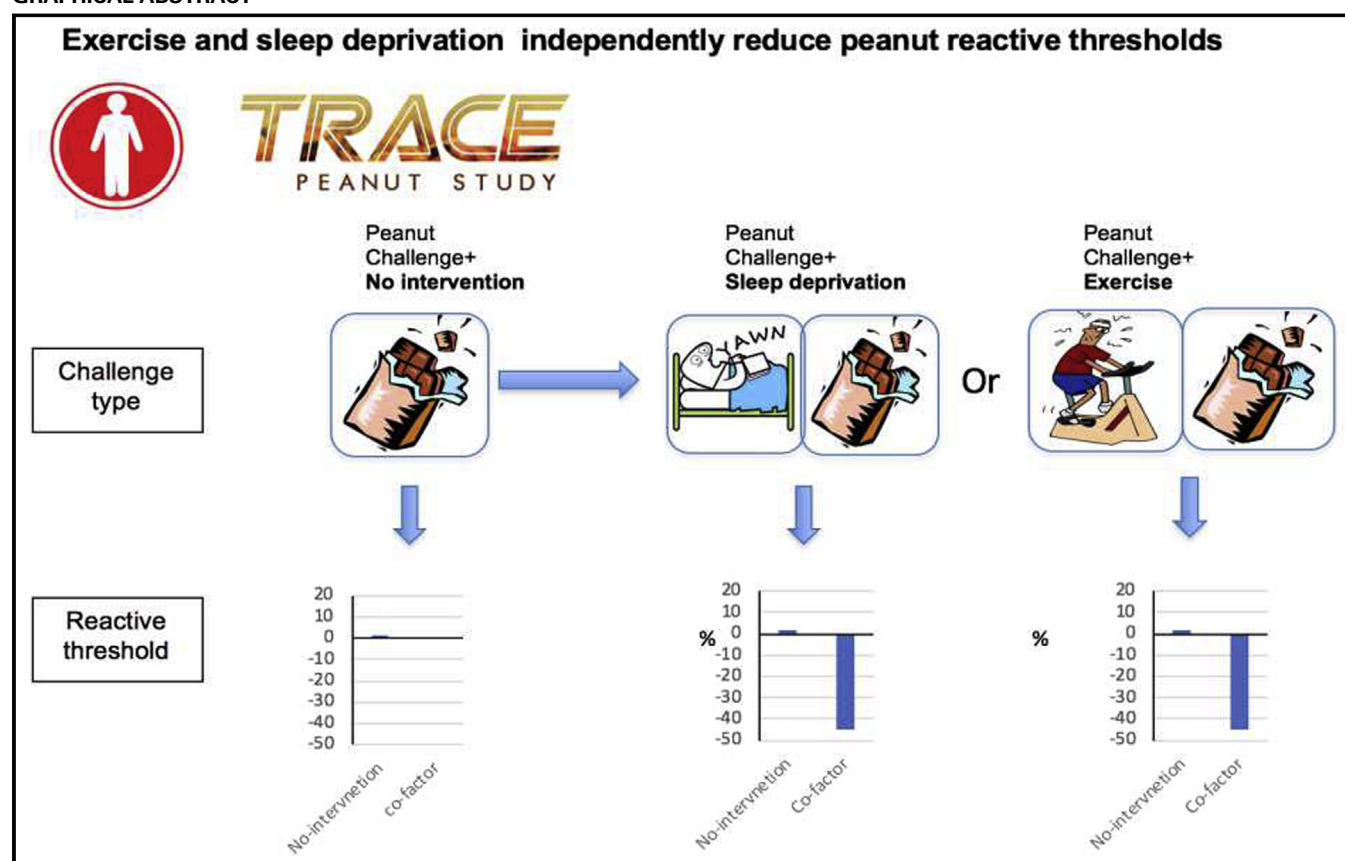 GRAPHICAL ABSTRACT
Exercise and sleep deprivation independently reduce peanut reactive thresholds
TRACE
PEANUT STUDY
Peanut
Challenge+
No intervention
Peanut
Challenge+
Sleep deprivation
Peanut
Challenge+
Exercise
Challenge
type
YAWN
Or
Reactive
threshold
20
10
0
-10
-20
-30
-40
-50
No-intervnetion
co-factor
%
20
10
0
-10
-20
-30
-40
-50
No-intervnetion
Co-factor
%
20
10
0
-10
-20
-30
-40
-50
No-intervnetion
Co-factor